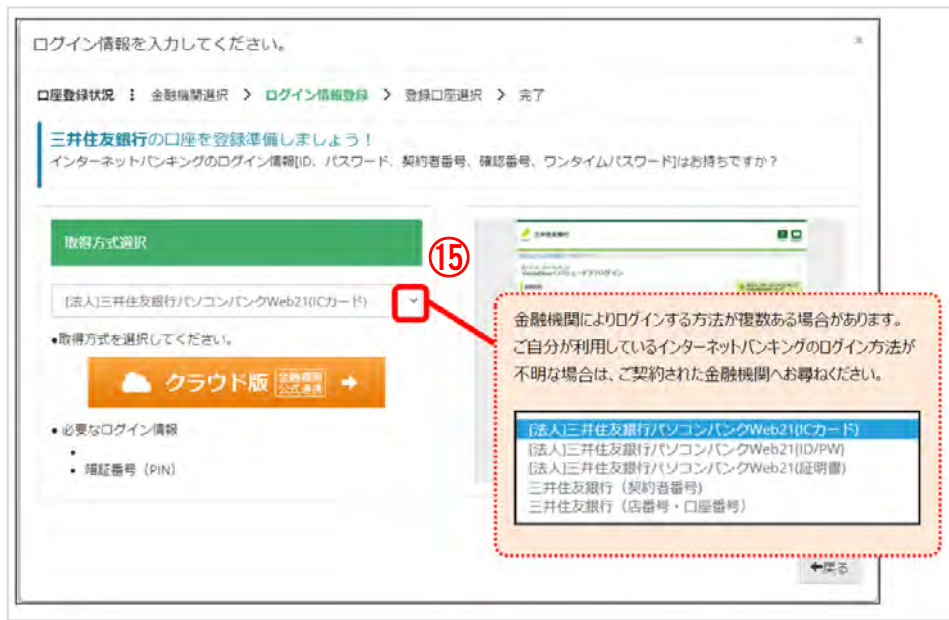 ログイン情報を入力してください。
×
口座登録状況 ： 金融機関選択 > ログイン情報登録 > 登録口座選択 > 完了
三井住友銀行の口座を登録準備しましょう！
インターネットバンキングのログイン情報[ID、パスワード、契約者番号、確認番号、ワンタイムパスワード]はお持ちですか？
取得方式選択
⑮
[法人]三井住友銀行パソコンバンクWeb21(ICカード)
●取得方式を選択してください。
クラウド版 金融機関公式連携 →
● 必要なログイン情報
•
• 暗証番号（PIN）
三井住友銀行
金融機関によりログインする方法が複数ある場合があります。
ご自分が利用しているインターネットバンキングのログイン方法が
不明な場合は、ご契約された金融機関へお尋ねください。
[法人]三井住友銀行パソコンバンクWeb21(ICカード)
[法人]三井住友銀行パソコンバンクWeb21(ID/PW)
[法人]三井住友銀行パソコンバンクWeb21(証明書)
三井住友銀行（契約者番号)
三井住友銀行（店番号・口座番号）
←戻る